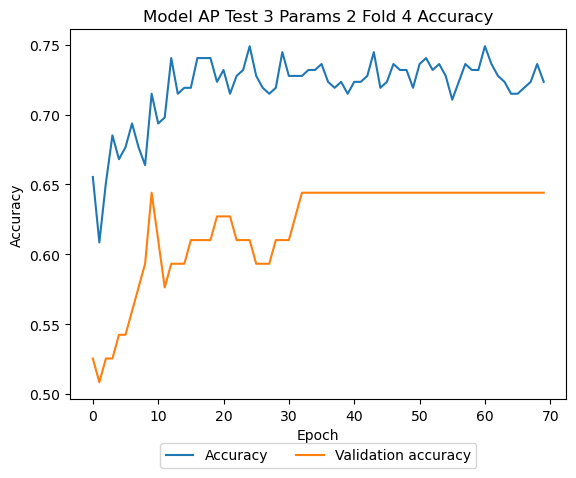 Model AP Test 3 Params 2 Fold 4 Accuracy
Accuracy
0.75
0.70
0.65
0.60
0.55
0.50
0 10 20 30 40 50 60 70
Epoch
Accuracy Validation accuracy